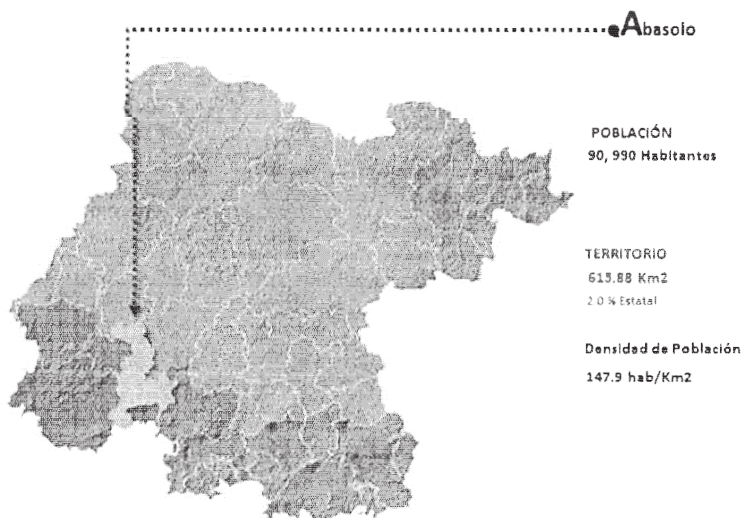 Abasolo
POBLACIÓN
90, 990 Habitantes
TERRITORIO
615.88 Km2
2.0 % Estatal
Densidad de Población
147.9 hab/Km2